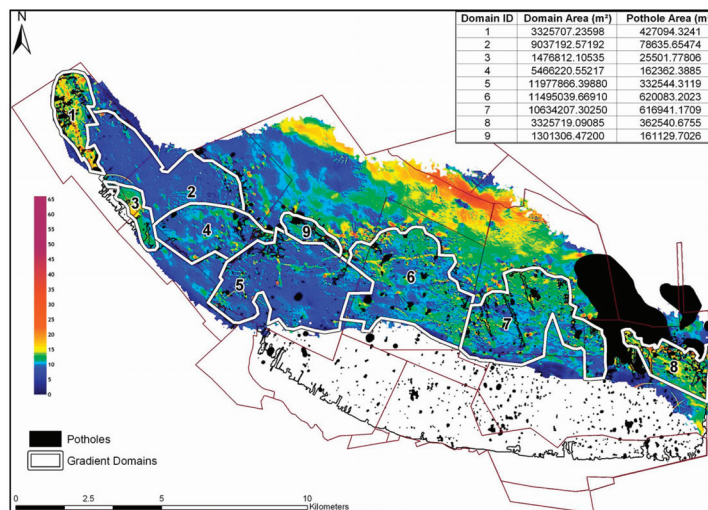 N
Domain ID Domain Area (m²) Pothole Area (m
1 3325707.23598 427094.3241
2 9037192.57192 78635.65474
3 1476812.10535 25501.77806
4 5466220.55217 162362.3885
5 11977866.39880 332544.3119
6 11495039.66910 620083.2023
7 10634207.30250 616941.1709
8 3325719.09085 362540.6755
9 1301306.47200 161129.7026
1
2
3
4
9
5
6
7
8
65
60
55
50
45
40
35
30
25
20
15
10
5
0
Potholes
Gradient Domains
0 2.5 5 10
Kilometers